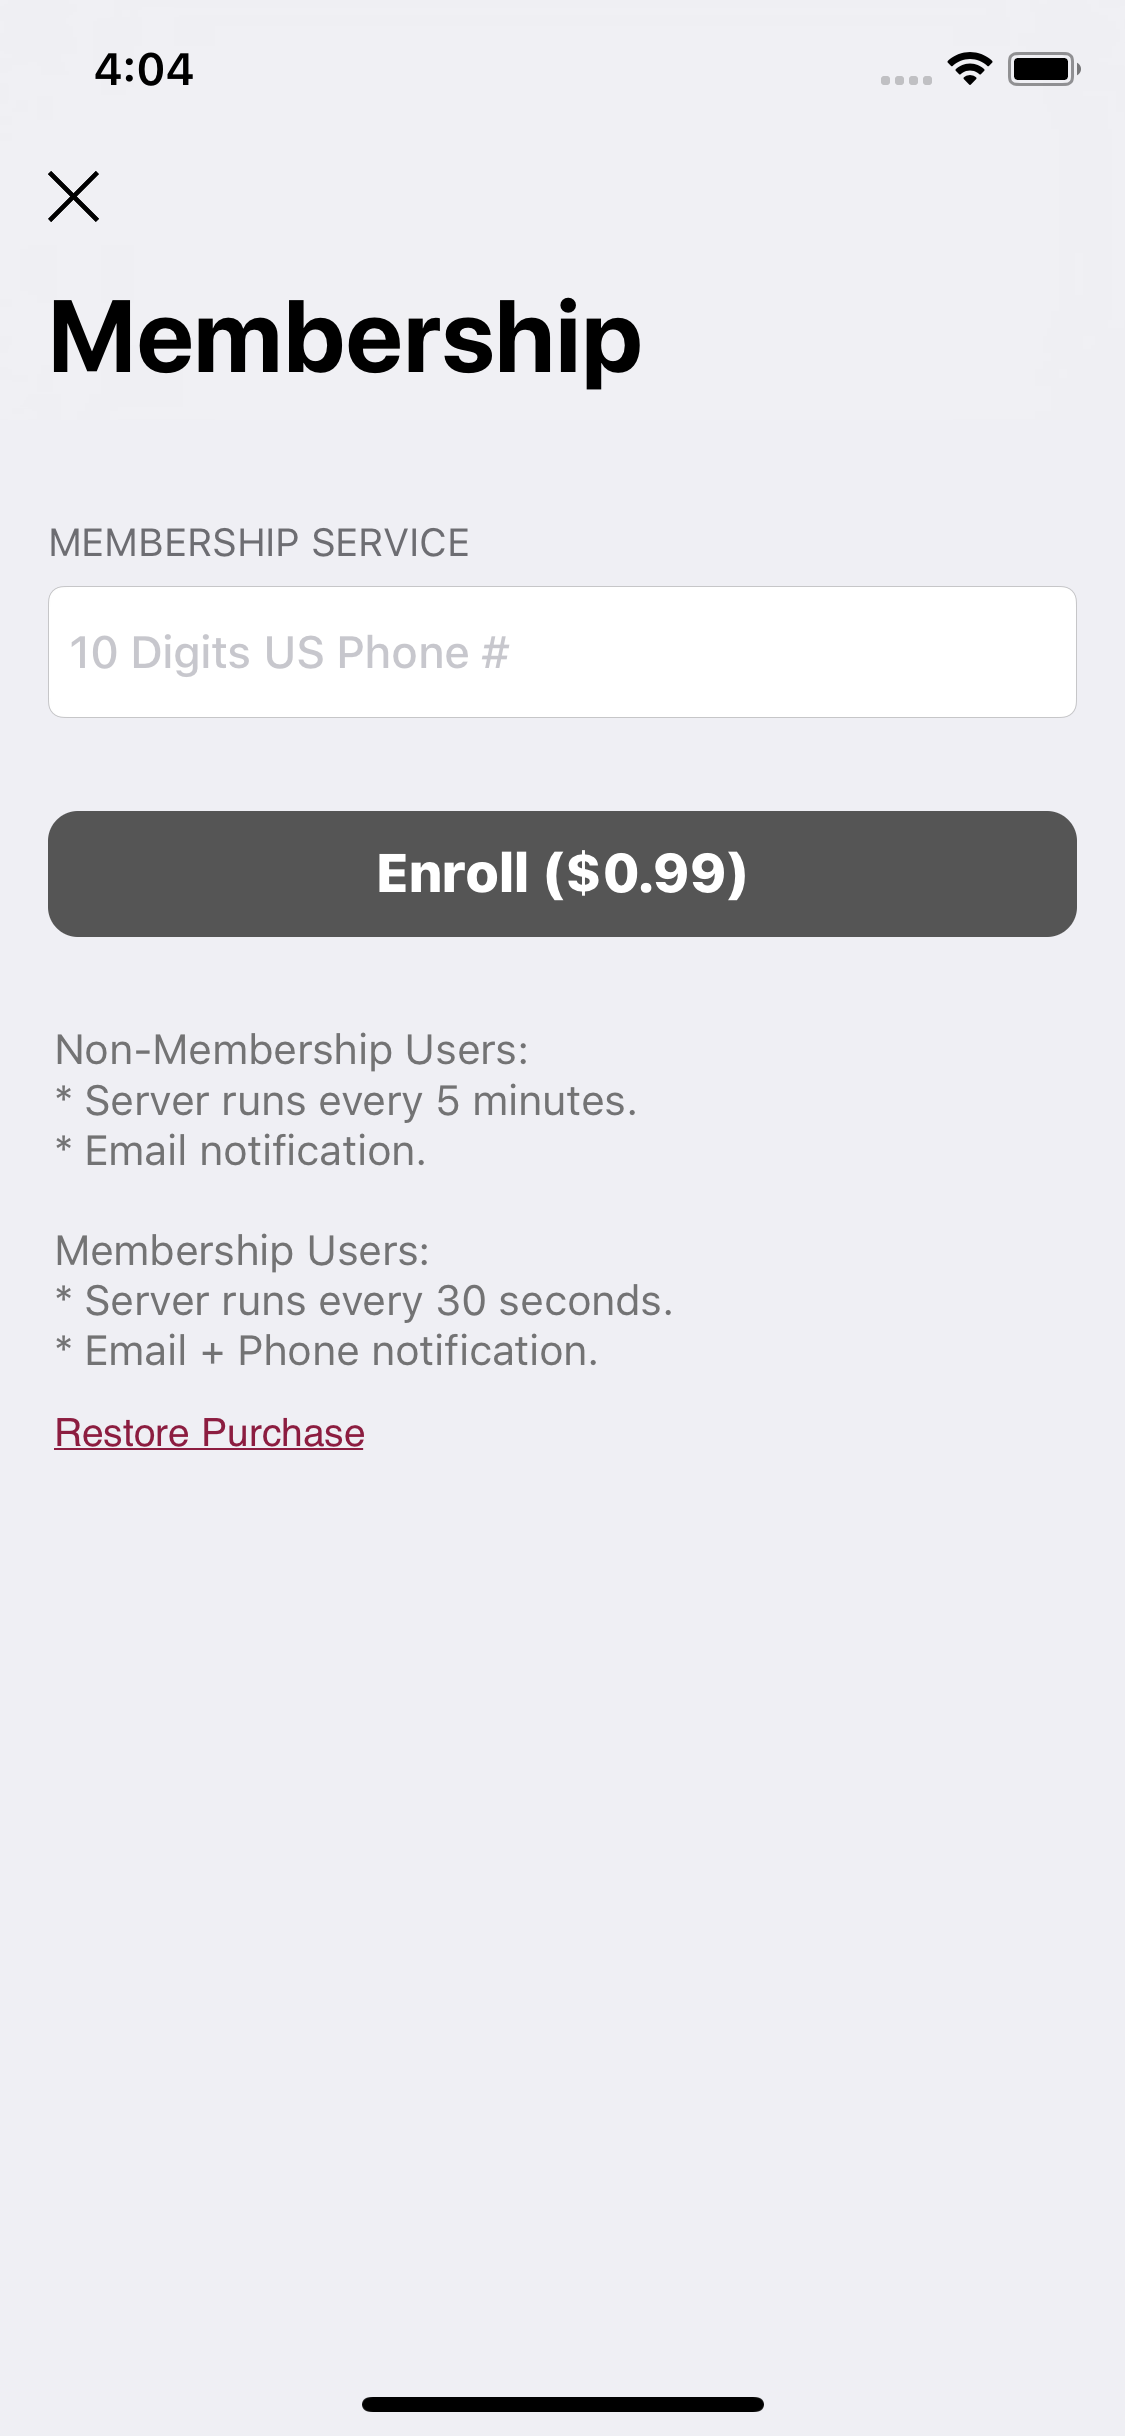 4:04
Membership
MEMBERSHIP SERVICE
10 Digits US Phone #
Enroll ($0.99)
Non-Membership Users:
* Server runs every 5 minutes.
* Email notification.
Membership Users:
* Server runs every 30 seconds.
* Email + Phone notification.
Restore Purchase